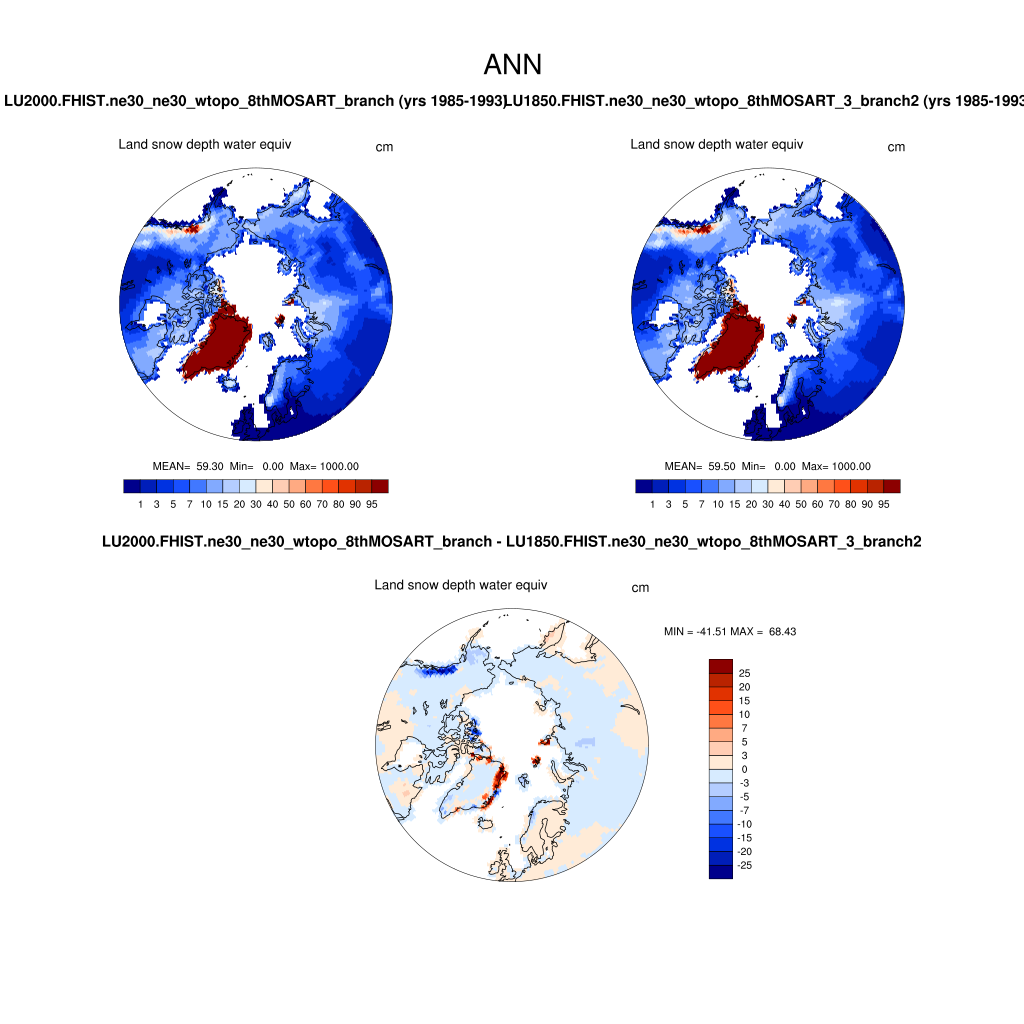 ANN
LU2000.FHIST.ne30_ne30_wtopo_8thMOSART_branch (yrs 1985-1993)
LU1850.FHIST.ne30_ne30_wtopo_8thMOSART_3_branch2 (yrs 1985-1993
Land snow depth water equiv cm
Land snow depth water equiv cm
MEAN= 59.30 Min= 0.00 Max= 1000.00
MEAN= 59.50 Min= 0.00 Max= 1000.00
1 3 5 7 10 15 20 30 40 50 60 70 80 90 95
1 3 5 7 10 15 20 30 40 50 60 70 80 90 95
LU2000.FHIST.ne30_ne30_wtopo_8thMOSART_branch - LU1850.FHIST.ne30_ne30_wtopo_8thMOSART_3_branch2
Land snow depth water equiv cm
MIN = -41.51 MAX = 68.43
25
20
15
10
7
5
3
0
-3
-5
-7
-10
-15
-20
-25